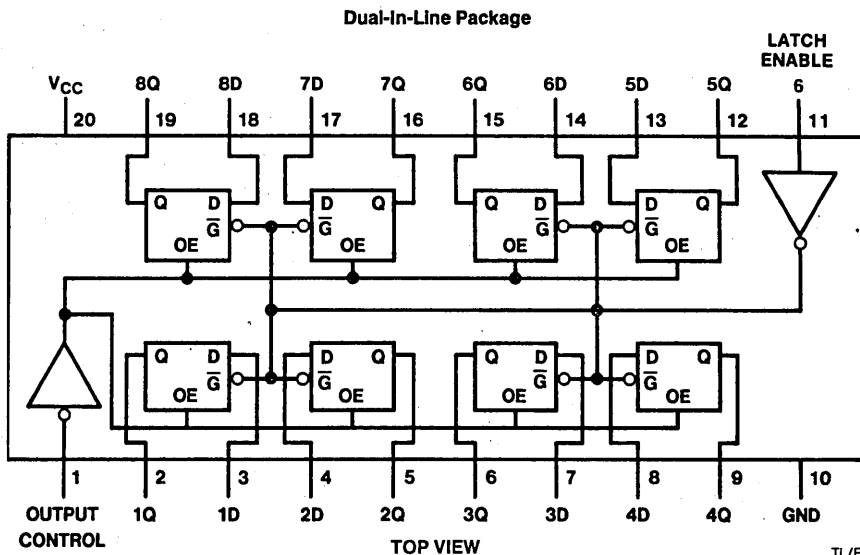 Dual-In-Line Package
LATCH
ENABLE
VCC 8Q 8D 7D 7Q 6Q 6D 5D 5Q 6
20 19 18 17 16 15 14 13 12 11
Q D D Q Q D D Q
G G G G
OE OE OE OE
Q D D Q Q D D Q
G G G G
OE OE OE OE
1 2 3 4 5 6 7 8 9 10
OUTPUT 1Q 1D 2D 2Q 3Q 3D 4D 4Q GND
CONTROL
TOP VIEW
TL/F